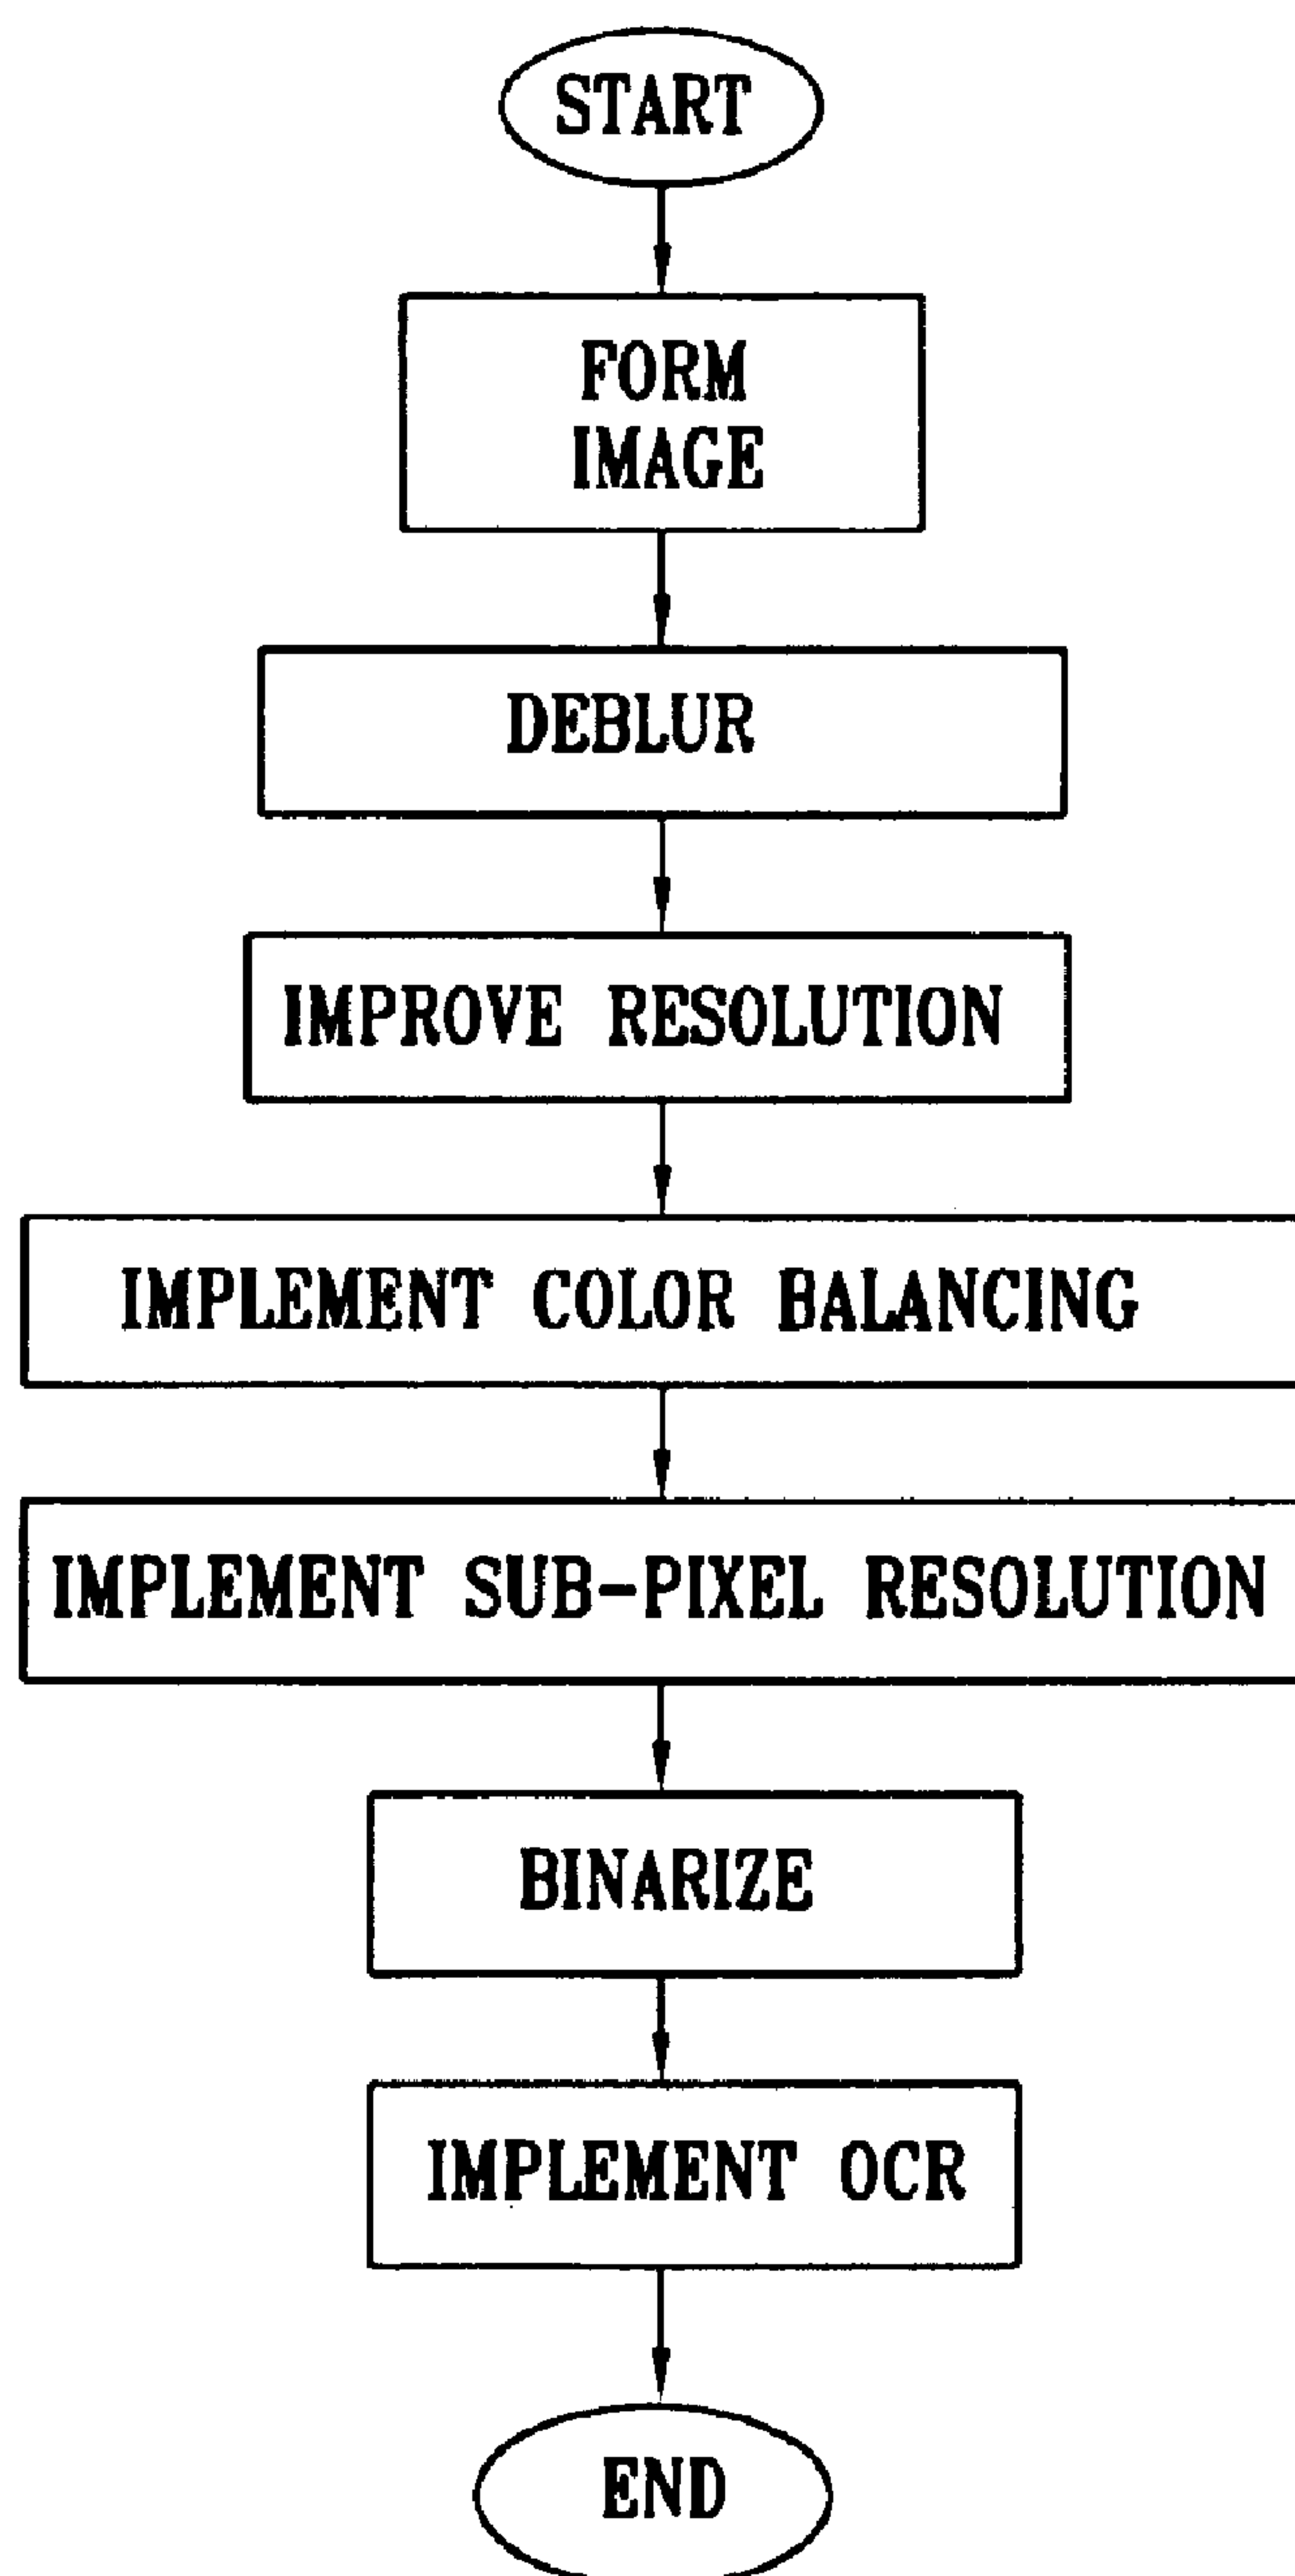 START
FORM
IMAGE
DEBLUR
IMPROVE RESOLUTION
IMPLEMENT COLOR BALANCING
IMPLEMENT SUB-PIXEL RESOLUTION
BINARIZE
IMPLEMENT OCR
END